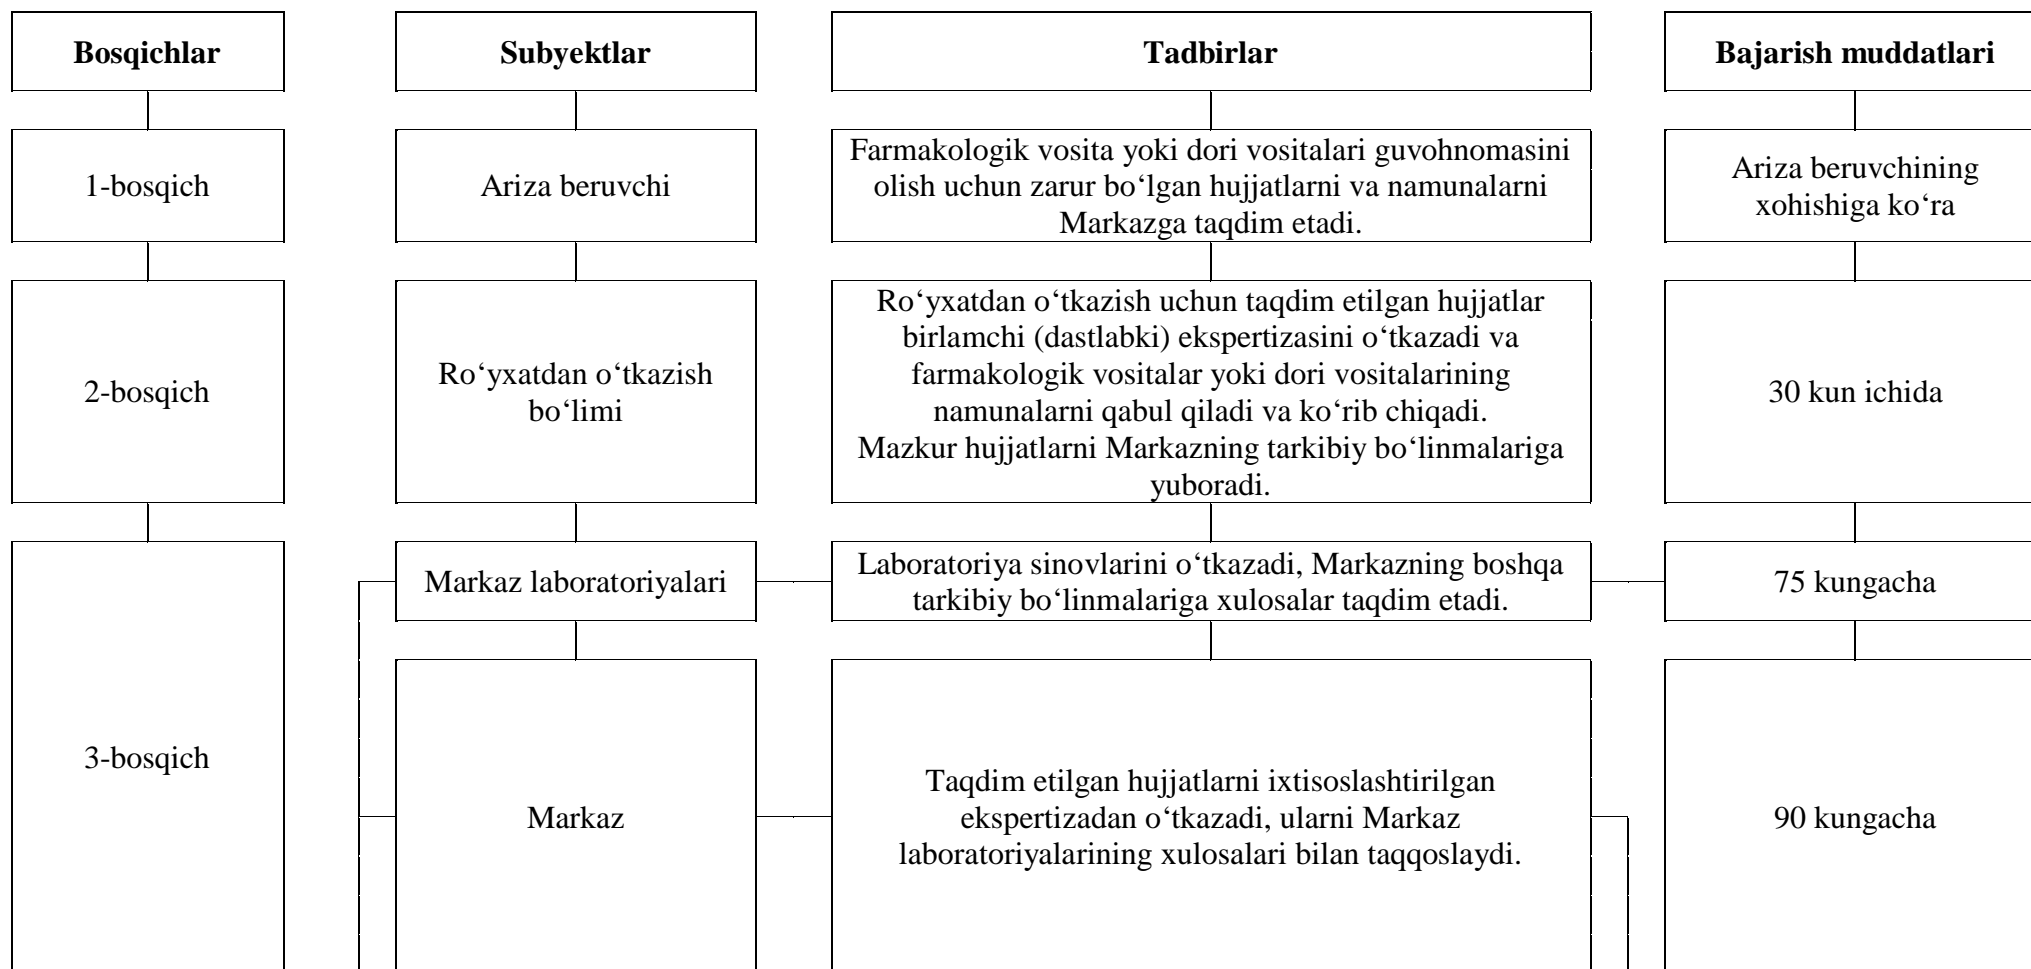 Bosqichlar
Subyektlar
Tadbirlar
Bajarish muddatlari
1-bosqich
Ariza beruvchi
Farmakologik vosita yoki dori vositalari guvohnomasini
olish uchun zarur bo‘lgan hujjatlarni va namunalarni
Markazga taqdim etadi.
Ariza beruvchining
xohishiga ko‘ra
2-bosqich
Ro‘yxatdan o‘tkazish
bo‘limi
Ro‘yxatdan o‘tkazish uchun taqdim etilgan hujjatlar
birlamchi (dastlabki) ekspertizasini o‘tkazadi va
farmakologik vositalar yoki dori vositalarining
namunalarni qabul qiladi va ko‘rib chiqadi.
Mazkur hujjatlarni Markazning tarkibiy bo‘linmalariga
yuboradi.
30 kun ichida
3-bosqich
Markaz laboratoriyalari
Laboratoriya sinovlarini o‘tkazadi, Markazning boshqa
tarkibiy bo‘linmalariga xulosalar taqdim etadi.
75 kungacha
Markaz
Taqdim etilgan hujjatlarni ixtisoslashtirilgan
ekspertizadan o‘tkazadi, ularni Markaz
laboratoriyalarining xulosalari bilan taqqoslaydi.
90 kungacha